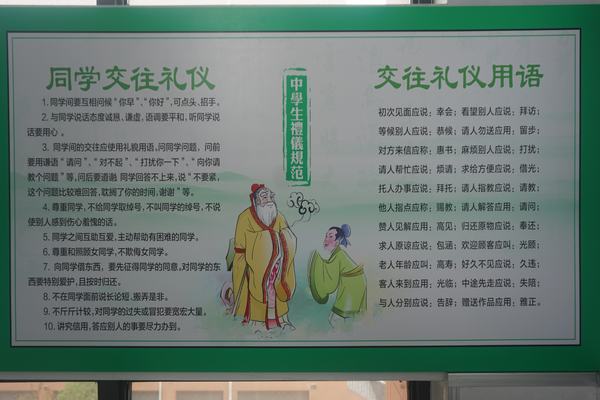 同学交往礼仪
1. 同学间要互相问候“你早”、“你好”,可点头、招手。
2. 与同学说话态度诚恳、谦虚,语调要平和,听同学说
话要用心。
3. 同学间的交往应使用礼貌用语,问同学问题,问前
要用谦语“请问”、“对不起”、“打扰你一下”、“向你请
教个问题”等,问后要道谢 同学回答不上来,说“不要紧,
这个问题比较难回答,耽搁了你的时间,谢谢”等。
4. 尊重同学,不给同学取绰号,不叫同学的绰号,不说
使别人感到伤心羞愧的话。
5. 同学之间互助互爱,主动帮助有困难的同学。
6. 尊重和照顾女同学,不欺侮女同学。
7. 向同学借东西,要先征得同学的同意,对同学的东
西要特别爱护,且按时归还。
8. 不在同学面前说长论短,搬弄是非。
9. 不斤斤计较,对同学的过失或冒犯要宽宏大量。
10. 讲究信用,答应别人的事要尽力办到。
中學生禮儀规范
交往礼仪用语
初次见面应说:幸会;看望别人应说:拜访;
等候别人应说:恭候;请人勿送应用:留步;
对方来信应称:惠书;麻烦别人应说:打扰;
请人帮忙应说:烦请;求给方便应说:借光;
托人办事应说:拜托;请人指教应说:请教;
他人指点应称:赐教;请人解答应用:请问;
赞人见解应用:高见;归还原物应说:奉还;
求人原谅应说:包涵;欢迎顾客应叫:光顾;
老人年龄应叫:高寿;好久不见应说:久违;
客人来到应用:光临;中途先走应说:失陪;
与人分别应说:告辞;赠送作品应用:雅正。